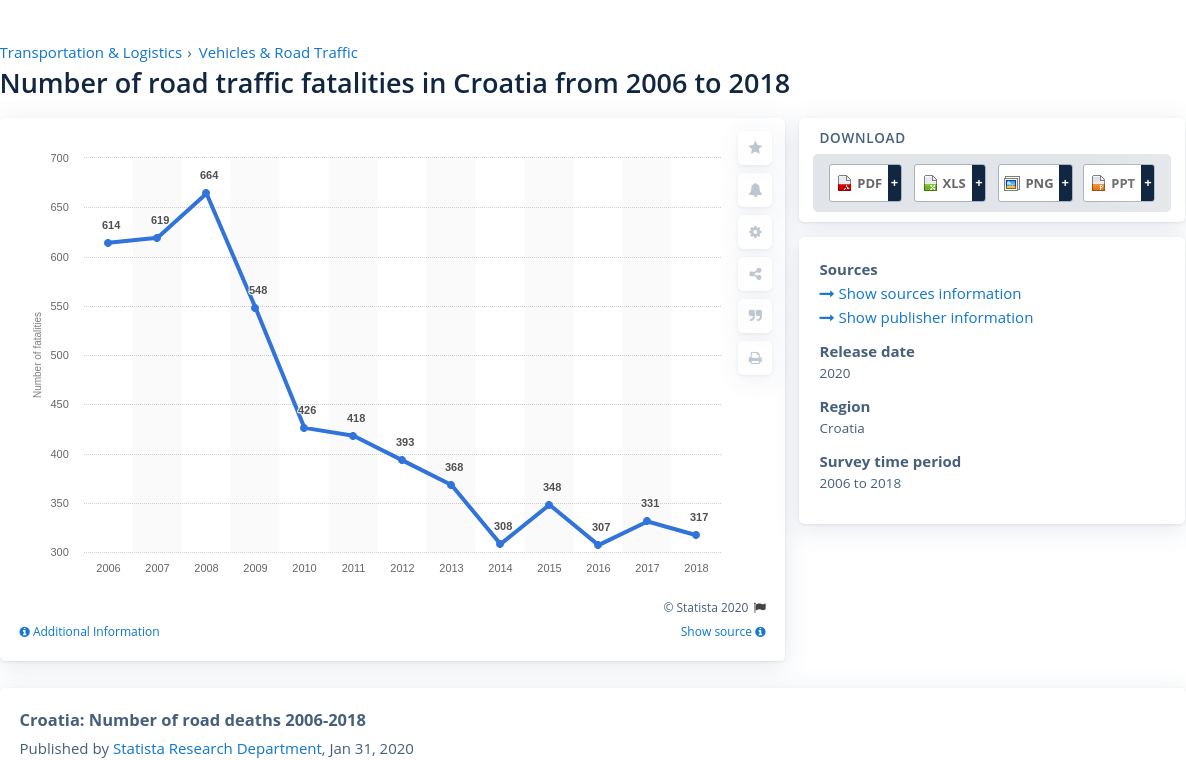 Transportation & Logistics › Vehicles & Road Traffic
Number of road traffic fatalities in Croatia from 2006 to 2018
Number of fatalities
700
650
600
550
500
450
400
350
300
614
619
664
548
426
418
393
368
308
348
307
331
317
2006 2007 2008 2009 2010 2011 2012 2013 2014 2015 2016 2017 2018
© Statista 2020
Additional Information
Show source
DOWNLOAD
PDF + XLS + PNG + PPT +
Sources
Show sources information
Show publisher information
Release date
2020
Region
Croatia
Survey time period
2006 to 2018
Croatia: Number of road deaths 2006-2018
Published by Statista Research Department, Jan 31, 2020